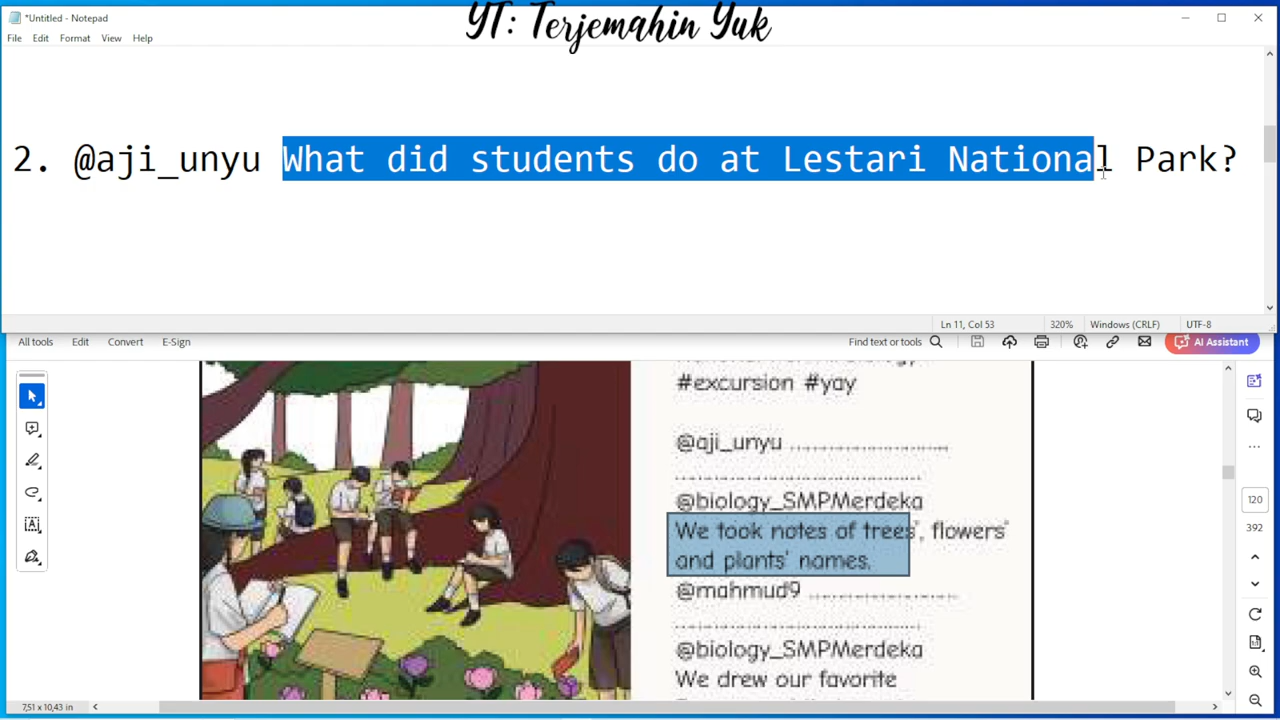 *Untitled - Notepad
YT: Terjemahin Yuk
File Edit Format View Help
2. @aji_unyu What did students do at Lestari National Park?
Ln 11, Col 53 320% Windows (CRLF) UTF-8
All tools Edit Convert E-Sign Find text or tools AI Assistant
#excursion #yay
@aji_unyu ..........................
..........................................
@biology_SMPMerdeka
We took notes of trees', flowers'
and plants' names.
@mahmud9 ........................
..........................................
@biology_SMPMerdeka
We drew our favorite
120
392
7,51 x 10,43 in